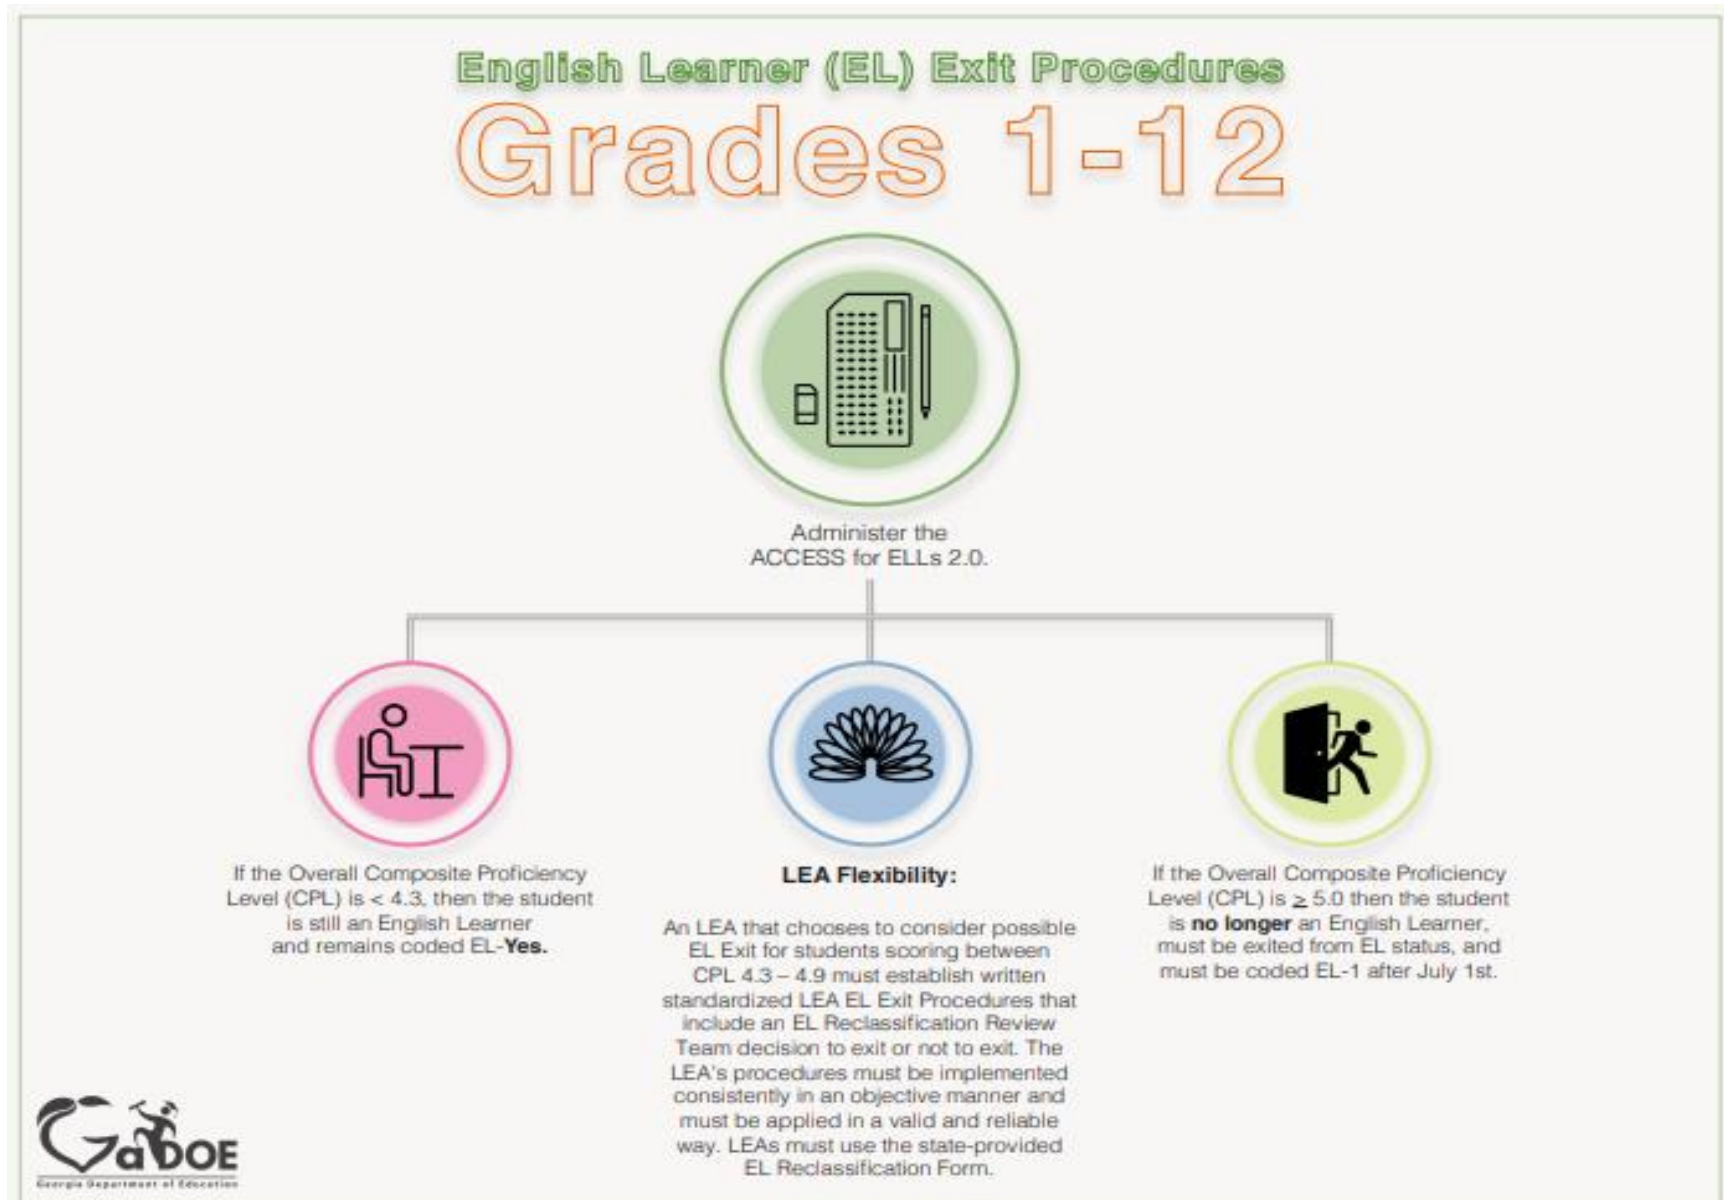 English Learner (EL) Exit Procedures
Grades 1-12
Administer the
ACCESS for ELLs 2.0.
If the Overall Composite Proficiency
Level (CPL) is < 4.3, then the student
is still an English Learner
and remains coded EL-Yes.
LEA Flexibility:
An LEA that chooses to consider possible
EL Exit for students scoring between
CPL 4.3 – 4.9 must establish written
standardized LEA EL Exit Procedures that
include an EL Reclassification Review
Team decision to exit or not to exit. The
LEA's procedures must be implemented
consistently in an objective manner and
must be applied in a valid and reliable
way. LEAs must use the state-provided
EL Reclassification Form.
If the Overall Composite Proficiency
Level (CPL) is ≥ 5.0 then the student
is no longer an English Learner,
must be exited from EL status, and
must be coded EL-1 after July 1st.
GaDOE
Georgia Department of Education